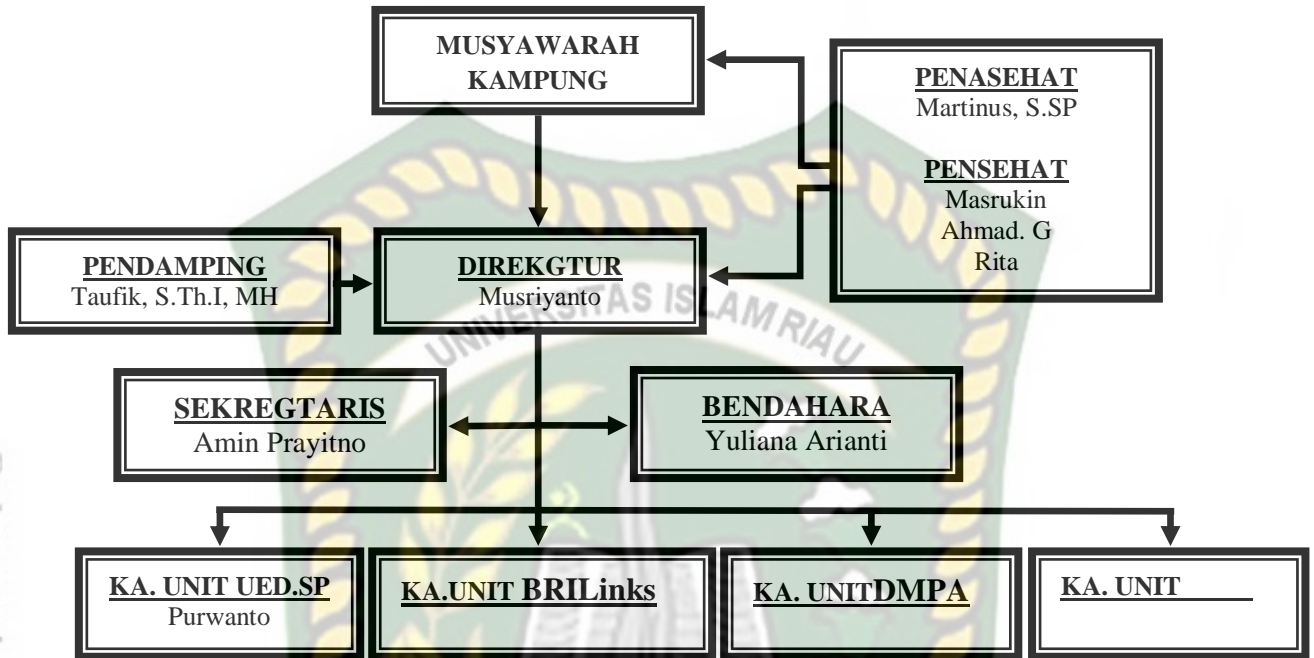 MUSYAWARAH
KAMPUNG
PENASEHAT
Martinus, S.SP
PENSEHAT
Masrukin
Ahmad. G
Rita
PENDAMPING
Taufik, S.Th.I, MH
DIREKGTUR
Musriyanto
UNIVERSITAS ISLAM RIAU
SEKREGTARIS
Amin Prayitno
BENDAHARA
Yuliana Arianti
KA. UNIT UED.SP
Purwanto
KA.UNIT BRILinks
KA. UNITDMPA
KA. UNIT